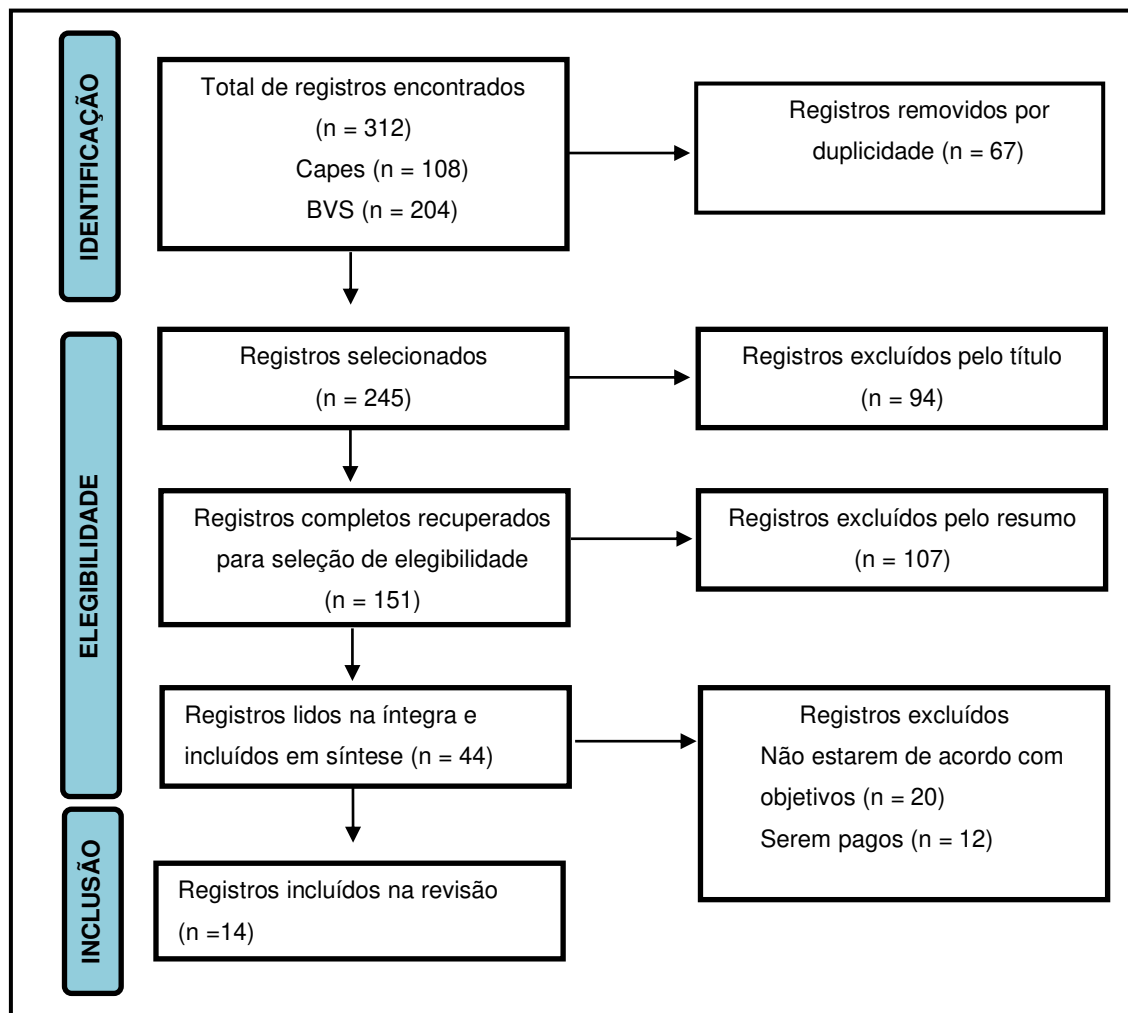 IDENTIFICAÇÃO
Total de registros encontrados
(n = 312)
Capes (n = 108)
BVS (n = 204)
Registros removidos por
duplicidade (n = 67)
ELEGIBILIDADE
Registros selecionados
(n = 245)
Registros excluídos pelo título
(n = 94)
Registros completos recuperados
para seleção de elegibilidade
(n = 151)
Registros excluídos pelo resumo
(n = 107)
Registros lidos na íntegra e
incluídos em síntese (n = 44)
Registros excluídos
Não estarem de acordo com
objetivos (n = 20)
Serem pagos (n = 12)
INCLUSÃO
Registros incluídos na revisão
(n =14)